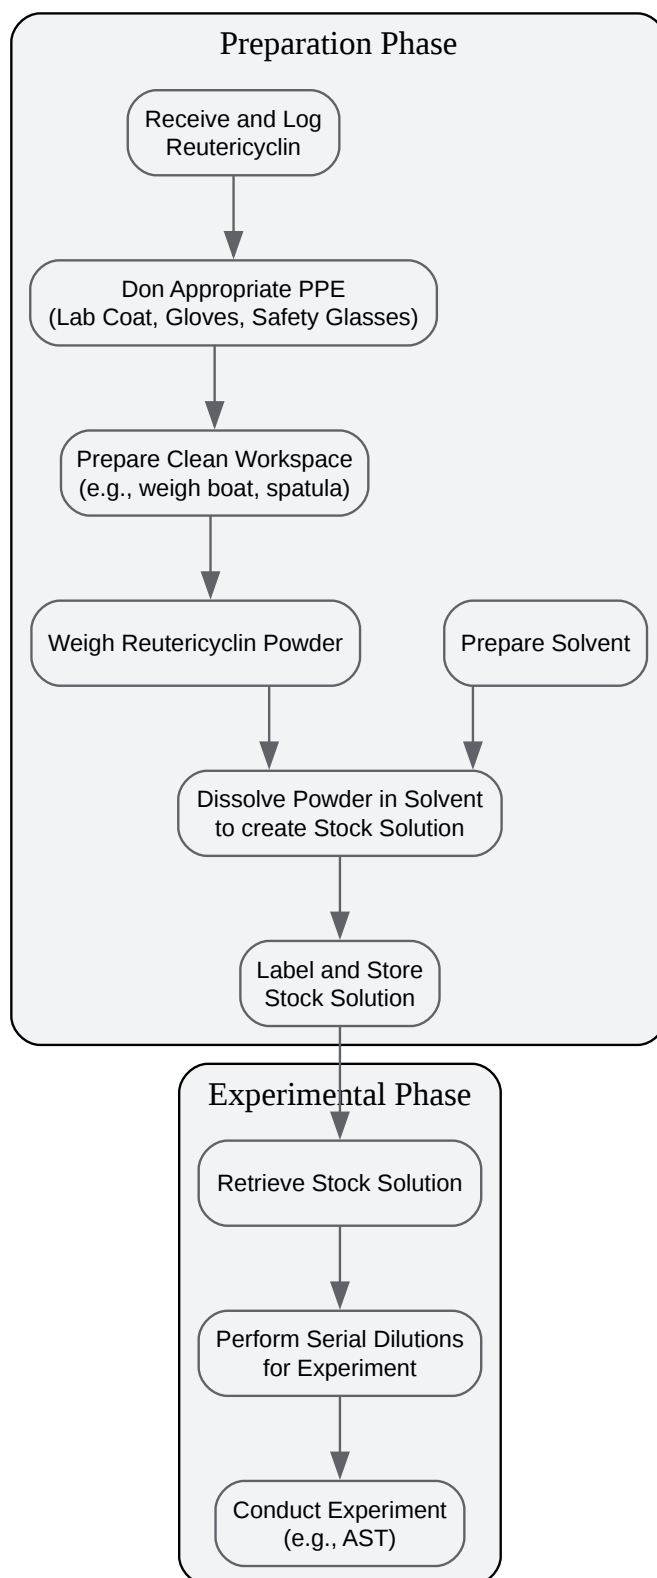 Preparation Phase
Receive and Log
Reutericyclin
Don Appropriate PPE
(Lab Coat, Gloves, Safety Glasses)
Prepare Clean Workspace
(e.g., weigh boat, spatula)
Weigh Reutericyclin Powder
Prepare Solvent
Dissolve Powder in Solvent
to create Stock Solution
Label and Store
Stock Solution
Experimental Phase
Retrieve Stock Solution
Perform Serial Dilutions
for Experiment
Conduct Experiment
(e.g., AST)